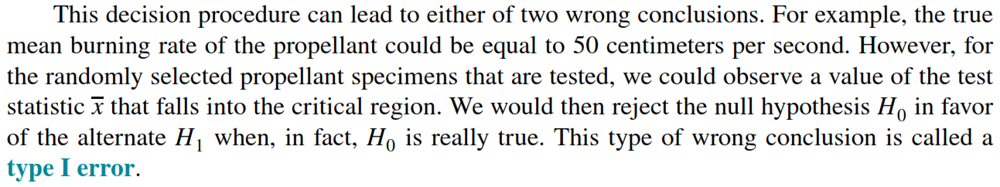 This decision procedure can lead to either of two wrong conclusions. For example, the true
mean burning rate of the propellant could be equal to 50 centimeters per second. However, for
the randomly selected propellant specimens that are tested, we could observe a value of the test
statistic x̄ that falls into the critical region. We would then reject the null hypothesis H₀ in favor
of the alternate H₁ when, in fact, H₀ is really true. This type of wrong conclusion is called a
type I error.